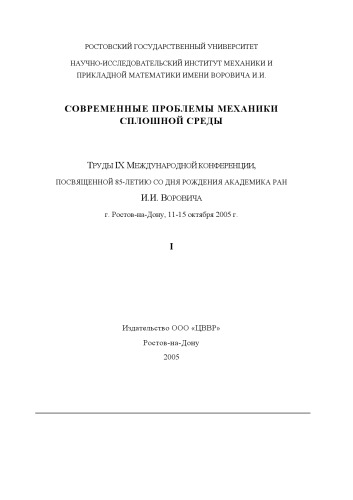 РОСТОВСКИЙ ГОСУДАРСТВЕННЫЙ УНИВЕРСИТЕТ
НАУЧНО-ИССЛЕДОВАТЕЛЬСКИЙ ИНСТИТУТ МЕХАНИКИ И
ПРИКЛАДНОЙ МАТЕМАТИКИ ИМЕНИ ВОРОВИЧА И.И.
СОВРЕМЕННЫЕ ПРОБЛЕМЫ МЕХАНИКИ
СПЛОШНОЙ СРЕДЫ
ТРУДЫ IX МЕЖДУНАРОДНОЙ КОНФЕРЕНЦИИ,
ПОСВЯЩЕННОЙ 85-ЛЕТИЮ СО ДНЯ РОЖДЕНИЯ АКАДЕМИКА РАН
И.И. ВОРОВИЧА
г. Ростов-на-Дону, 11-15 октября 2005 г.
I
Издательство ООО «ЦВВР»
Ростов-на-Дону
2005